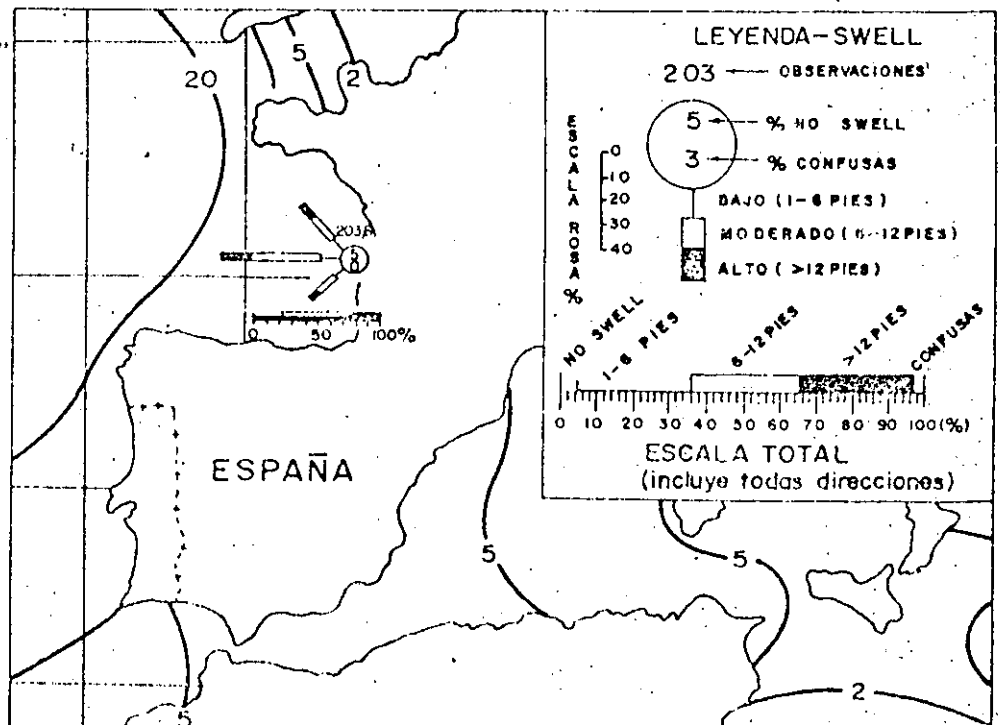 LEYENDA-SWELL
203 OBSERVACIONES
5 % NO SWELL
3 % CONFUSAS
BAJO (1-6 PIES)
MODERADO (6-12PIES)
ALTO ( >12 PIES)
ESCALA ROSA %
0
10
20
30
40
NO SWELL
1-6 PIES
6-12 PIES
>12 PIES
CONFUSAS
0 10 20 30 40 50 60 70 80 90 100(%)
ESCALA TOTAL
(incluye todas direcciones)
20
5
2
0 50 100%
ESPAÑA
5
5
2
5